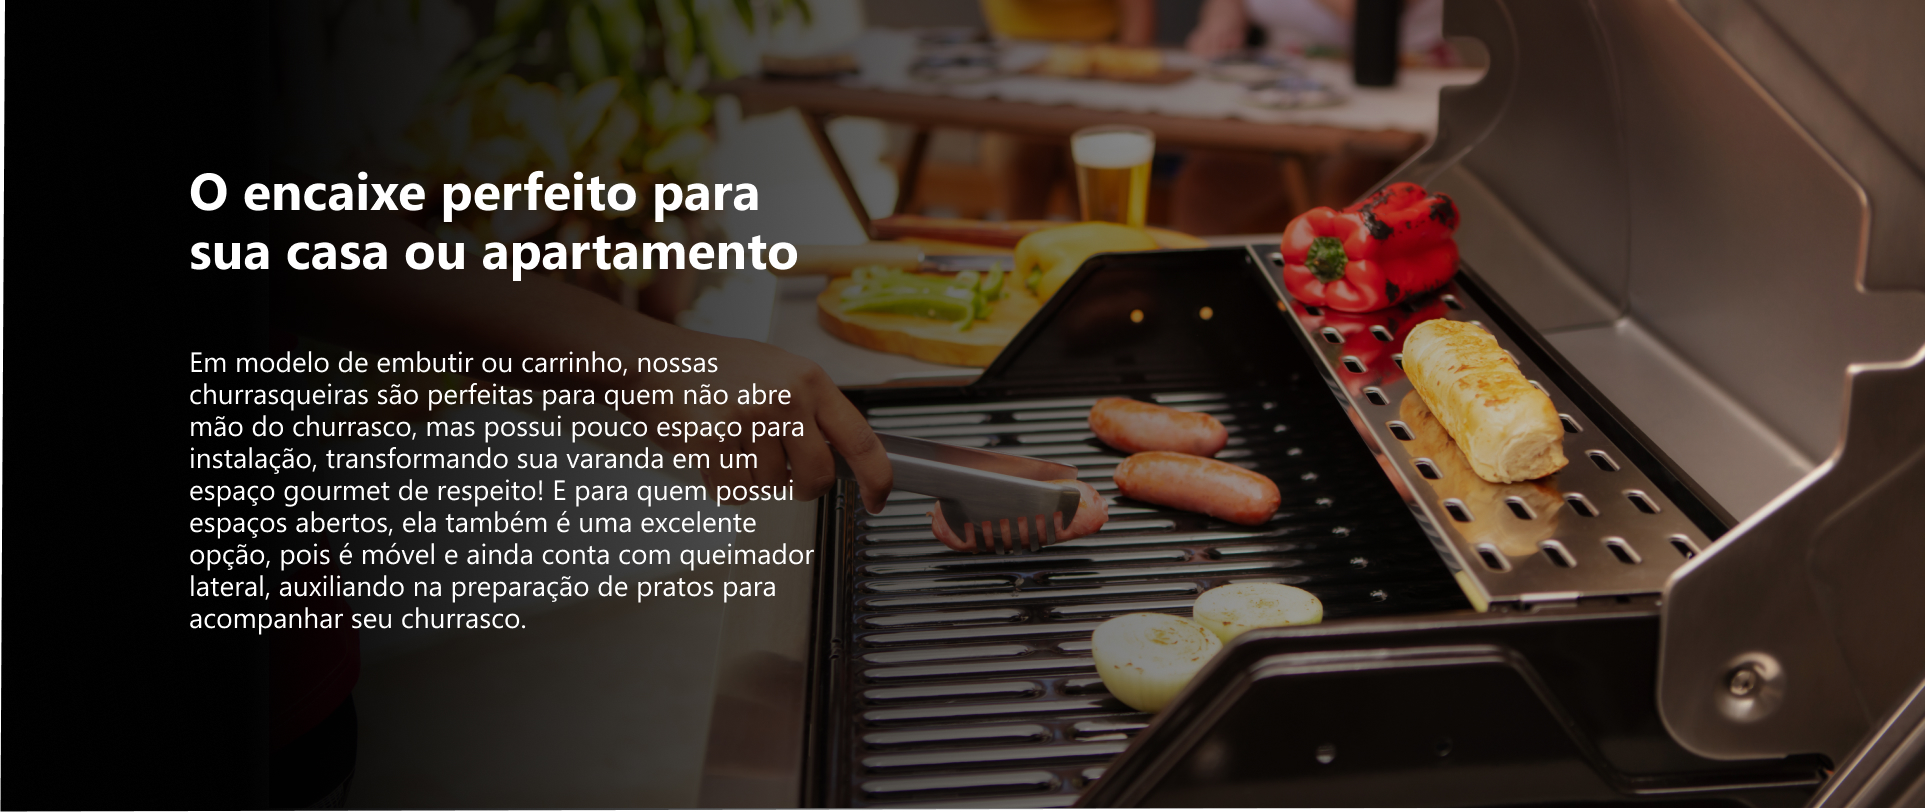 O encaixe perfeito para
sua casa ou apartamento
Em modelo de embutir ou carrinho, nossas
churrasqueiras são perfeitas para quem não abre
mão do churrasco, mas possui pouco espaço para
instalação, transformando sua varanda em um
espaço gourmet de respeito! E para quem possui
espaços abertos, ela também é uma excelente
opção, pois é móvel e ainda conta com queimador
lateral, auxiliando na preparação de pratos para
acompanhar seu churrasco.